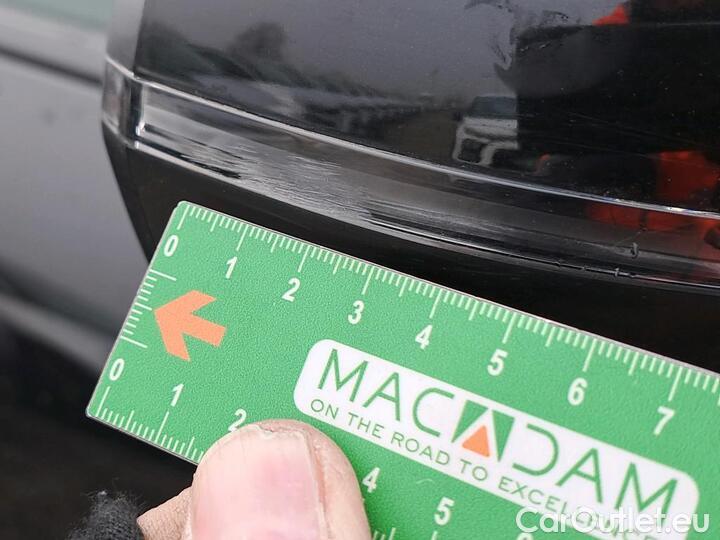 0 1 2 3 4 5 6 7
MACADAM
ON THE ROAD TO
0 1 2 4 5
CarOutlet.eu